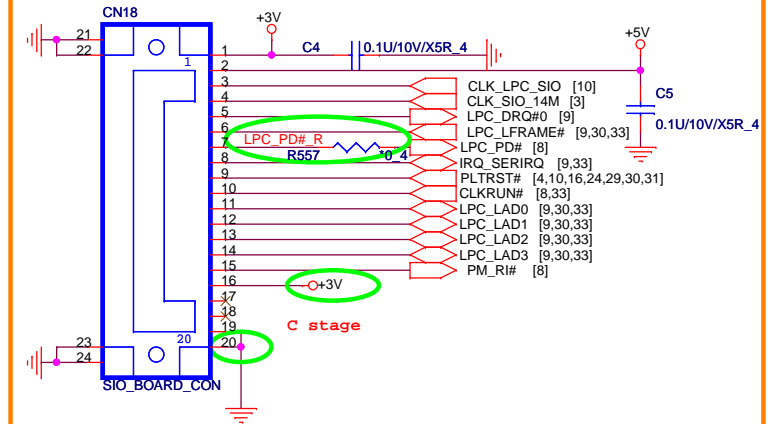 CN18
+3V
+5V
21
22
1
1
C4
0.1U/10V/X5R_4
2
3
CLK_LPC_SIO [10]
C5
4
CLK_SIO_14M [3]
5
LPC_DRQ#0 [9]
0.1U/10V/X5R_4
6
LPC_LFRAME# [9,30,33]
7
LPC_PD#_R
R557
*0_4
LPC_PD# [8]
8
IRQ_SERIRQ [9,33]
9
PLTRST# [4,10,16,24,29,30,31]
10
CLKRUN# [8,33]
11
LPC_LAD0 [9,30,33]
12
LPC_LAD1 [9,30,33]
13
LPC_LAD2 [9,30,33]
14
LPC_LAD3 [9,30,33]
15
PM_RI# [8]
16
+3V
17
18
C stage
19
20
20
23
24
SIO_BOARD_CON